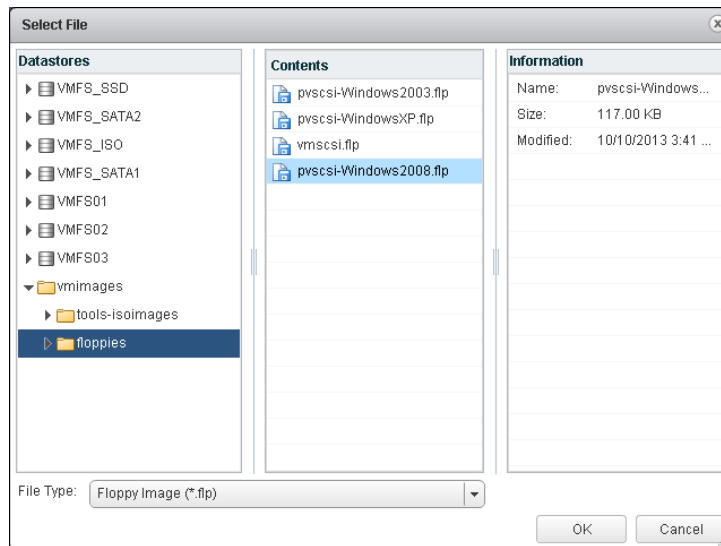 Select File
Datastores
VMFS_SSD
VMFS_SATA2
VMFS_ISO
VMFS_SATA1
VMFS01
VMFS02
VMFS03
vmimages
tools-isoimages
floppies
Contents
pvscsi-Windows2003.flp
pvscsi-WindowsXP.flp
vmscsi.flp
pvscsi-Windows2008.flp
Information
Name: pvscsi-Windows...
Size: 117.00 KB
Modified: 10/10/2013 3:41 ...
File Type: Floppy Image (*.flp)
OK Cancel